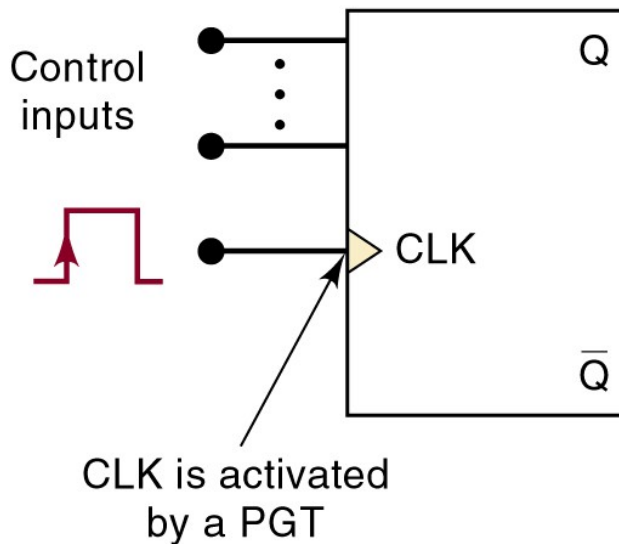 Control
inputs
Q
CLK
Q̅
CLK is activated
by a PGT